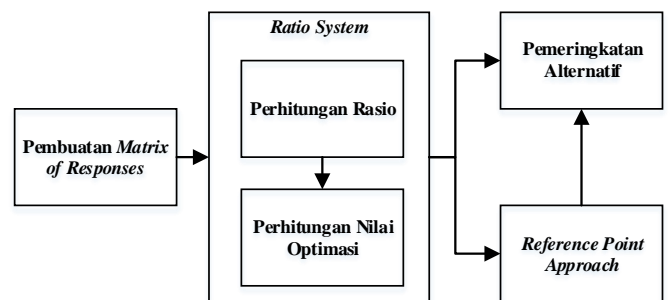 Ratio System
Pembuatan Matrix
of Responses
Perhitungan Rasio
Perhitungan Nilai
Optimasi
Pemeringkatan
Alternatif
Reference Point
Approach